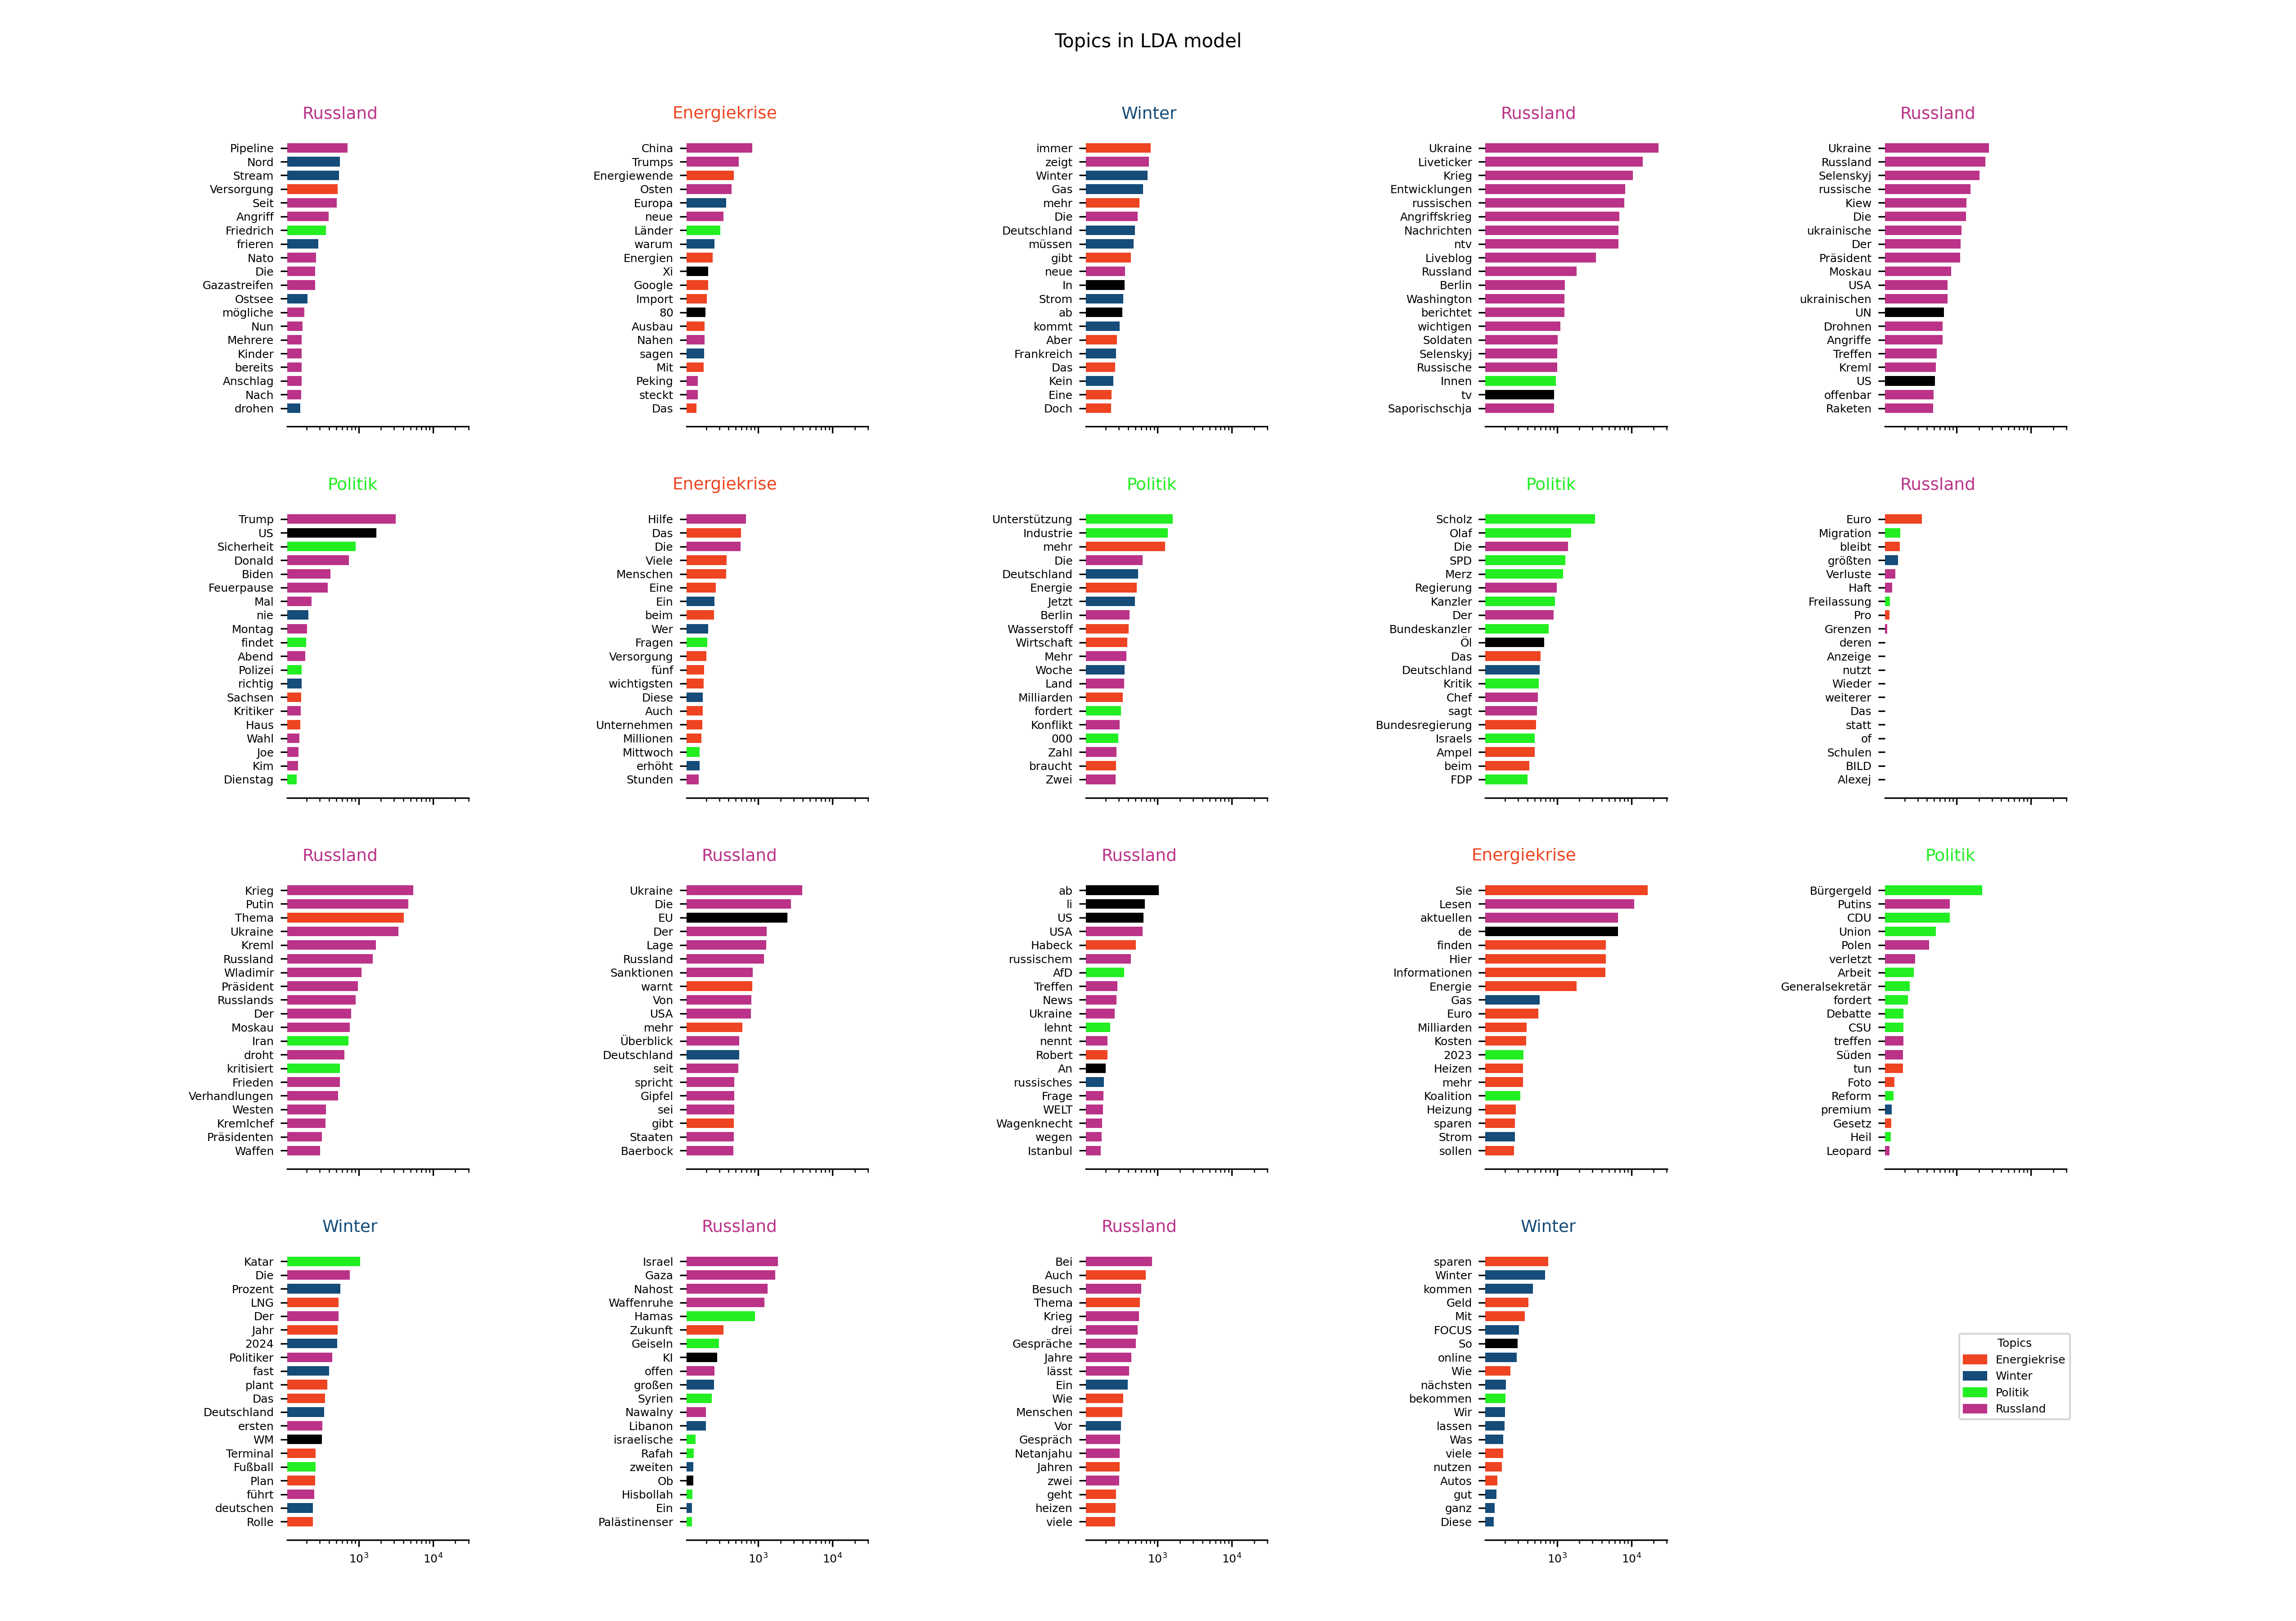 Topics in LDA model
Russland
Pipeline
Nord
Stream
Versorgung
Seit
Angriff
Friedrich
frieren
Nato
Die
Gazastreifen
Ostsee
mögliche
Nun
Mehrere
Kinder
bereits
Anschlag
Nach
drohen
Energiekrise
China
Trumps
Energiewende
Osten
Europa
neue
Länder
warum
Energien
Xi
Google
Import
80
Ausbau
Nahen
sagen
Mit
Peking
steckt
Das
Winter
immer
zeigt
Winter
Gas
mehr
Die
Deutschland
müssen
gibt
neue
In
Strom
ab
kommt
Aber
Frankreich
Das
Kein
Eine
Doch
Russland
Ukraine
Liveticker
Krieg
Entwicklungen
russischen
Angriffskrieg
Nachrichten
ntv
Liveblog
Russland
Berlin
Washington
berichtet
wichtigen
Soldaten
Selenskyj
Russische
Innen
tv
Saporischschja
Russland
Ukraine
Russland
Selenskyj
russische
Kiew
Die
ukrainische
Der
Präsident
Moskau
USA
ukrainischen
UN
Drohnen
Angriffe
Treffen
Kreml
US
offenbar
Raketen
Politik
Trump
US
Sicherheit
Donald
Biden
Feuerpause
Mal
nie
Montag
findet
Abend
Polizei
richtig
Sachsen
Kritiker
Haus
Wahl
Joe
Kim
Dienstag
Energiekrise
Hilfe
Das
Die
Viele
Menschen
Eine
Ein
beim
Wer
Fragen
Versorgung
fünf
wichtigsten
Diese
Auch
Unternehmen
Millionen
Mittwoch
erhöht
Stunden
Politik
Unterstützung
Industrie
mehr
Die
Deutschland
Energie
Jetzt
Berlin
Wasserstoff
Wirtschaft
Mehr
Woche
Land
Milliarden
fordert
Konflikt
000
Zahl
braucht
Zwei
Politik
Scholz
Olaf
Die
SPD
Merz
Regierung
Kanzler
Der
Bundeskanzler
Öl
Das
Deutschland
Kritik
Chef
sagt
Bundesregierung
Israels
Ampel
beim
FDP
Russland
Euro
Migration
bleibt
größten
Verluste
Haft
Freilassung
Pro
Grenzen
deren
Anzeige
nutzt
Wieder
weiterer
Das
statt
of
Schulen
BILD
Alexej
Russland
Krieg
Putin
Thema
Ukraine
Kreml
Russland
Wladimir
Präsident
Russlands
Der
Moskau
Iran
droht
kritisiert
Frieden
Verhandlungen
Westen
Kremlchef
Präsidenten
Waffen
Russland
Ukraine
Die
EU
Der
Lage
Russland
Sanktionen
warnt
Von
USA
mehr
Überblick
Deutschland
seit
spricht
Gipfel
sei
gibt
Staaten
Baerbock
Russland
ab
li
US
USA
Habeck
russischem
AfD
Treffen
News
Ukraine
lehnt
nennt
Robert
An
russisches
Frage
WELT
Wagenknecht
wegen
Istanbul
Energiekrise
Sie
Lesen
aktuellen
de
finden
Hier
Informationen
Energie
Gas
Euro
Milliarden
Kosten
2023
Heizen
mehr
Koalition
Heizung
sparen
Strom
sollen
Politik
Bürgergeld
Putins
CDU
Union
Polen
verletzt
Arbeit
Generalsekretär
fordert
Debatte
CSU
treffen
Süden
tun
Foto
Reform
premium
Gesetz
Heil
Leopard
Winter
Katar
Die
Prozent
LNG
Der
Jahr
2024
Politiker
fast
plant
Das
Deutschland
ersten
WM
Terminal
Fußball
Plan
führt
deutschen
Rolle
10³ 10⁴
Russland
Israel
Gaza
Nahost
Waffenruhe
Hamas
Zukunft
Geiseln
KI
offen
großen
Syrien
Nawalny
Libanon
israelische
Rafah
zweiten
Ob
Hisbollah
Ein
Palästinenser
10³ 10⁴
Russland
Bei
Auch
Besuch
Thema
Krieg
drei
Gespräche
Jahre
lässt
Ein
Wie
Menschen
Vor
Gespräch
Netanjahu
Jahren
zwei
geht
heizen
viele
10³ 10⁴
Winter
sparen
Winter
kommen
Geld
Mit
FOCUS
So
online
Wie
nächsten
bekommen
Wir
lassen
Was
viele
nutzen
Autos
gut
ganz
Diese
10³ 10⁴
Topics
Energiekrise
Winter
Politik
Russland